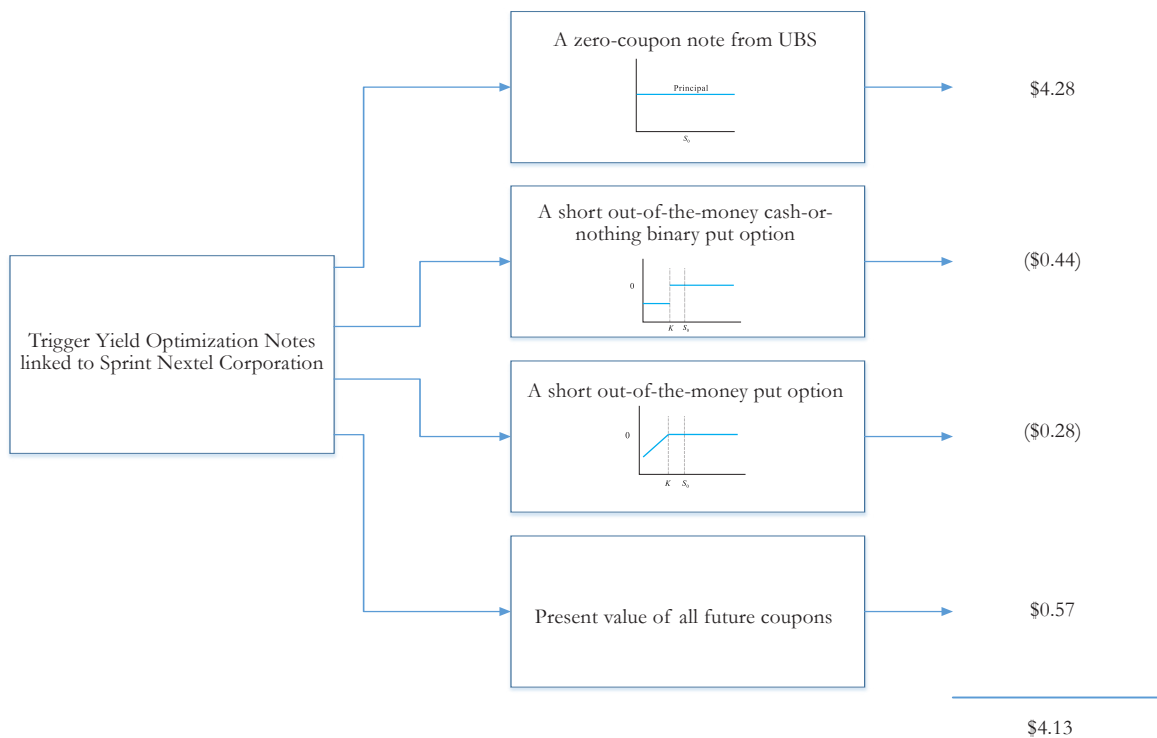 A zero-coupon note from UBS
Principal
S₀
$4.28
A short out-of-the-money cash-or-
nothing binary put option
0
K
S₀
($0.44)
Trigger Yield Optimization Notes
linked to Sprint Nextel Corporation
A short out-of-the-money put option
0
K
S₀
($0.28)
Present value of all future coupons
$0.57
$4.13